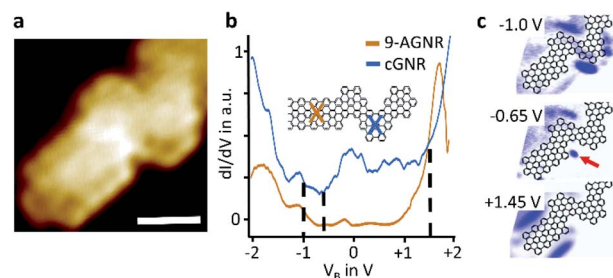 a
b
c
1
0
dI/dV in a.u.
9-AGNR
cGNR
-2
-1
0
+1
+2
V_B in V
-1.0 V
-0.65 V
+1.45 V